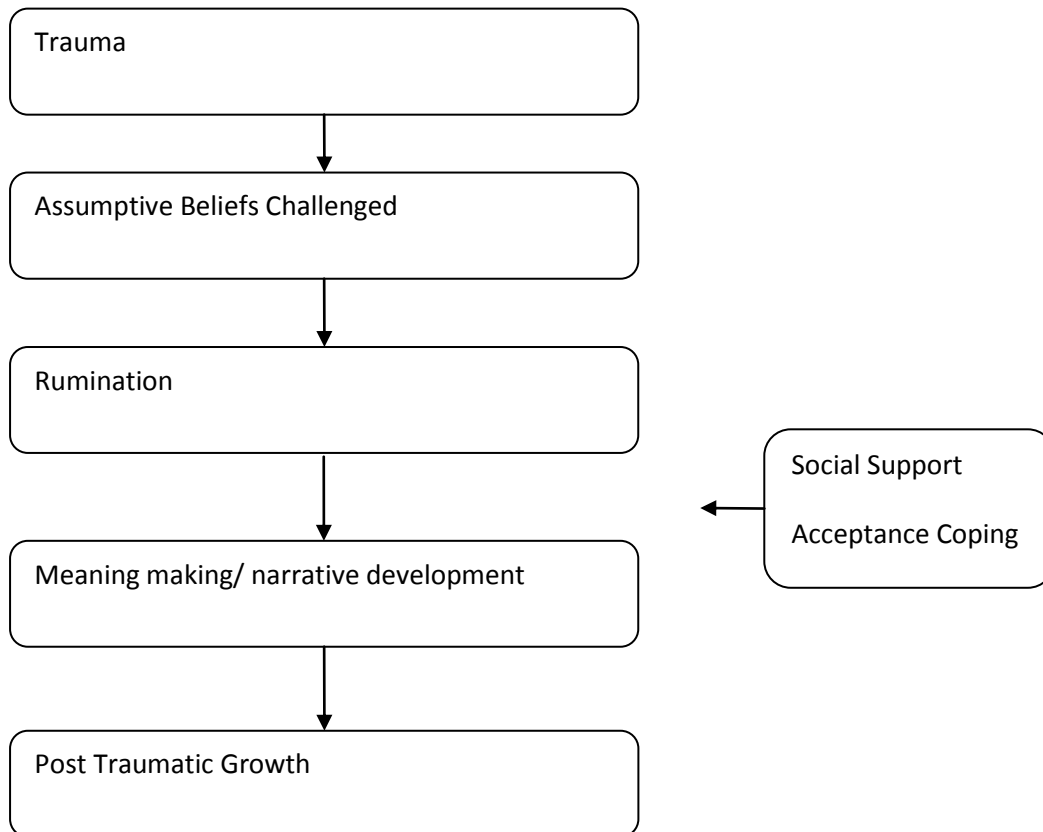 Trauma
Assumptive Beliefs Challenged
Rumination
Social Support
Acceptance Coping
Meaning making/ narrative development
Post Traumatic Growth